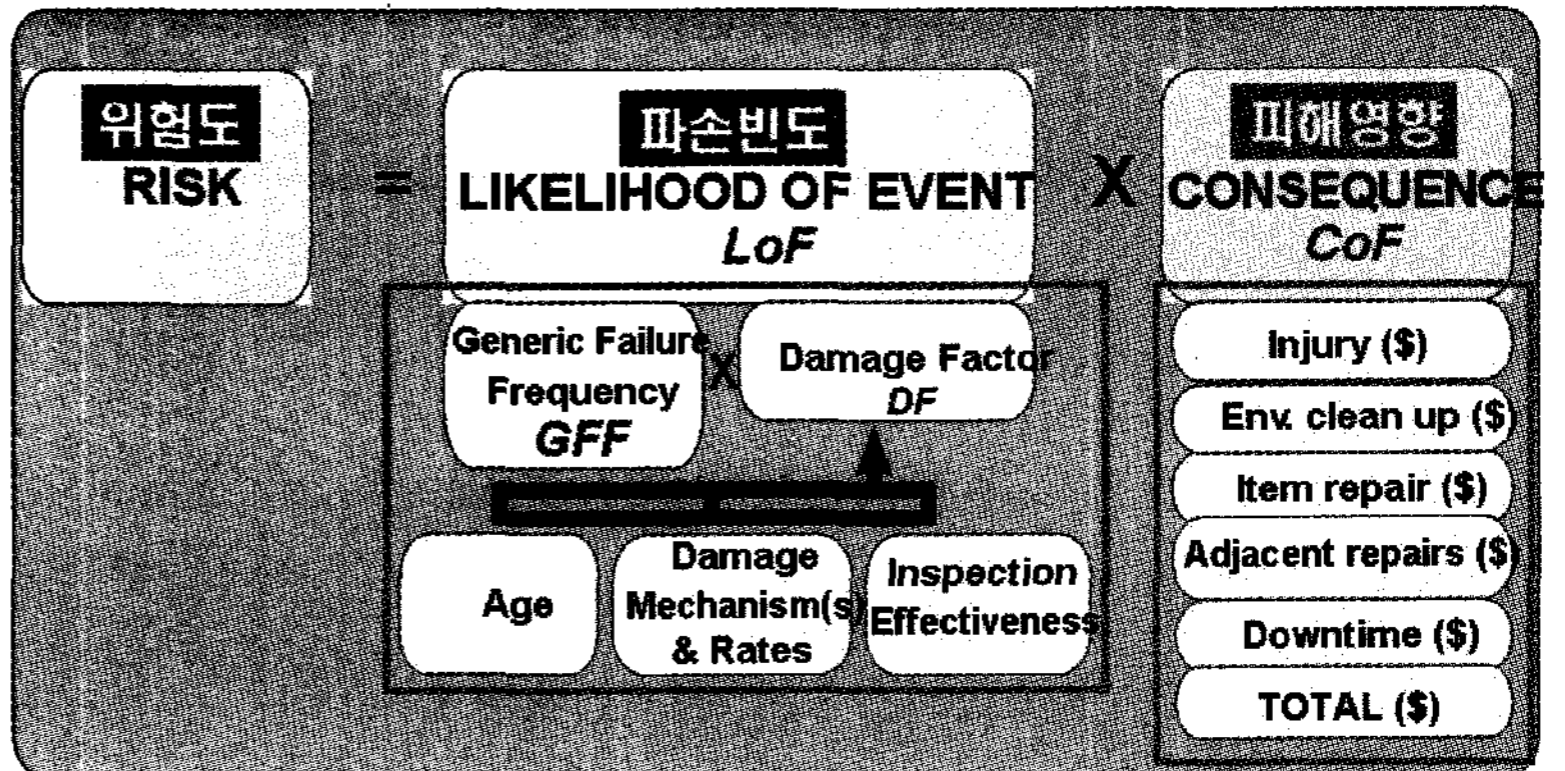 위험도
RISK
=
파손빈도
LIKELIHOOD OF EVENT
LoF
X
피해영향
CONSEQUENCE
CoF
Generic Failure
Frequency
GFF
X
Damage Factor
DF
Age
Damage
Mechanism(s)
& Rates
Inspection
Effectiveness
Injury ($)
Env. clean up ($)
Item repair ($)
Adjacent repairs ($)
Downtime ($)
TOTAL ($)